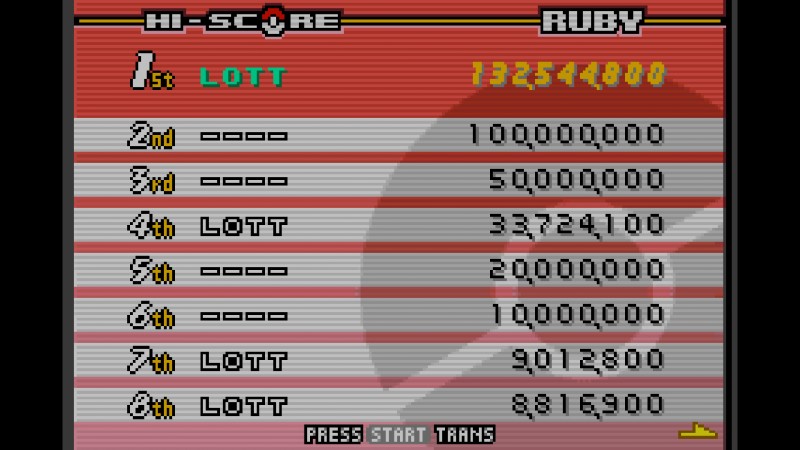 HI-SCORE RUBY
1st LOTT 132,544,800
2nd ---- 100,000,000
3rd ---- 50,000,000
4th LOTT 33,724,100
5th ---- 20,000,000
6th ---- 10,000,000
7th LOTT 9,012,800
8th LOTT 8,816,900
PRESS START TRANS